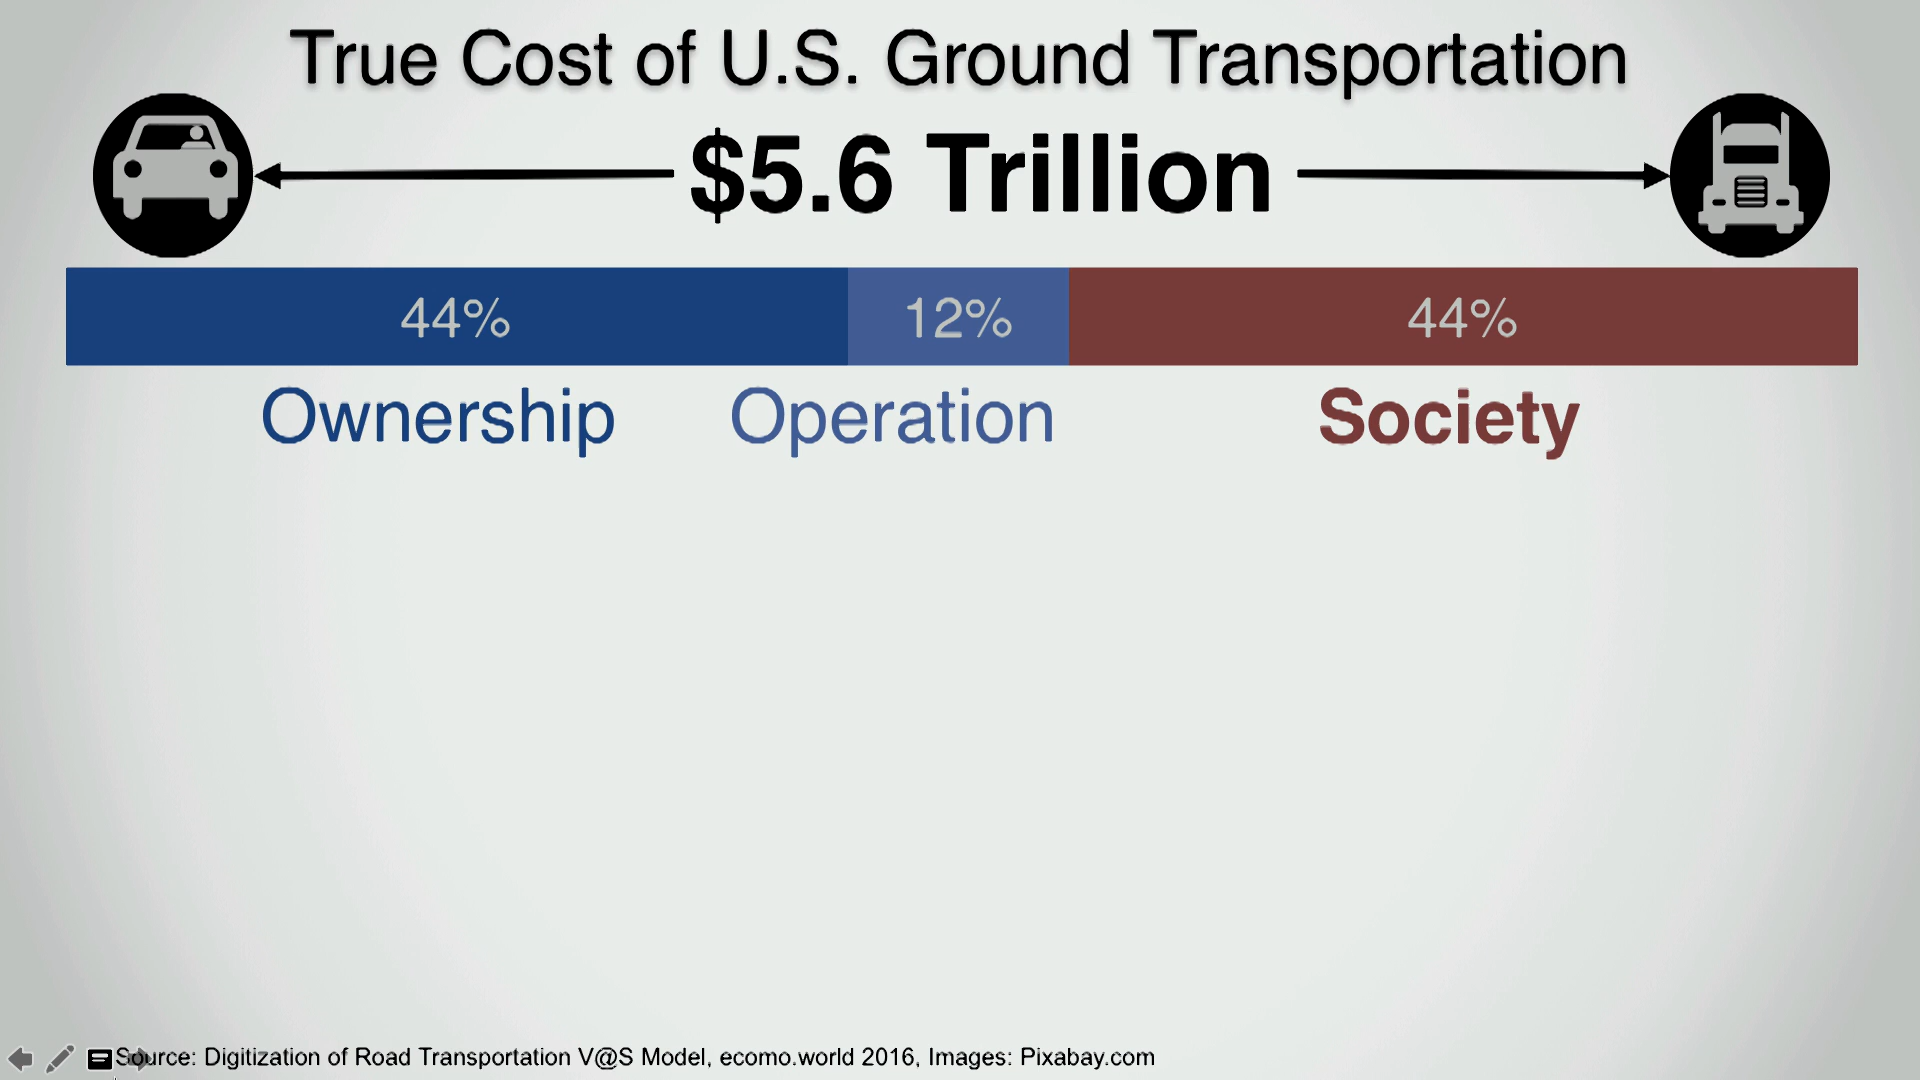 True Cost of U.S. Ground Transportation
$5.6 Trillion
44% 12% 44%
Ownership Operation Society
Source: Digitization of Road Transportation V@S Model, ecomo.world 2016, Images: Pixabay.com